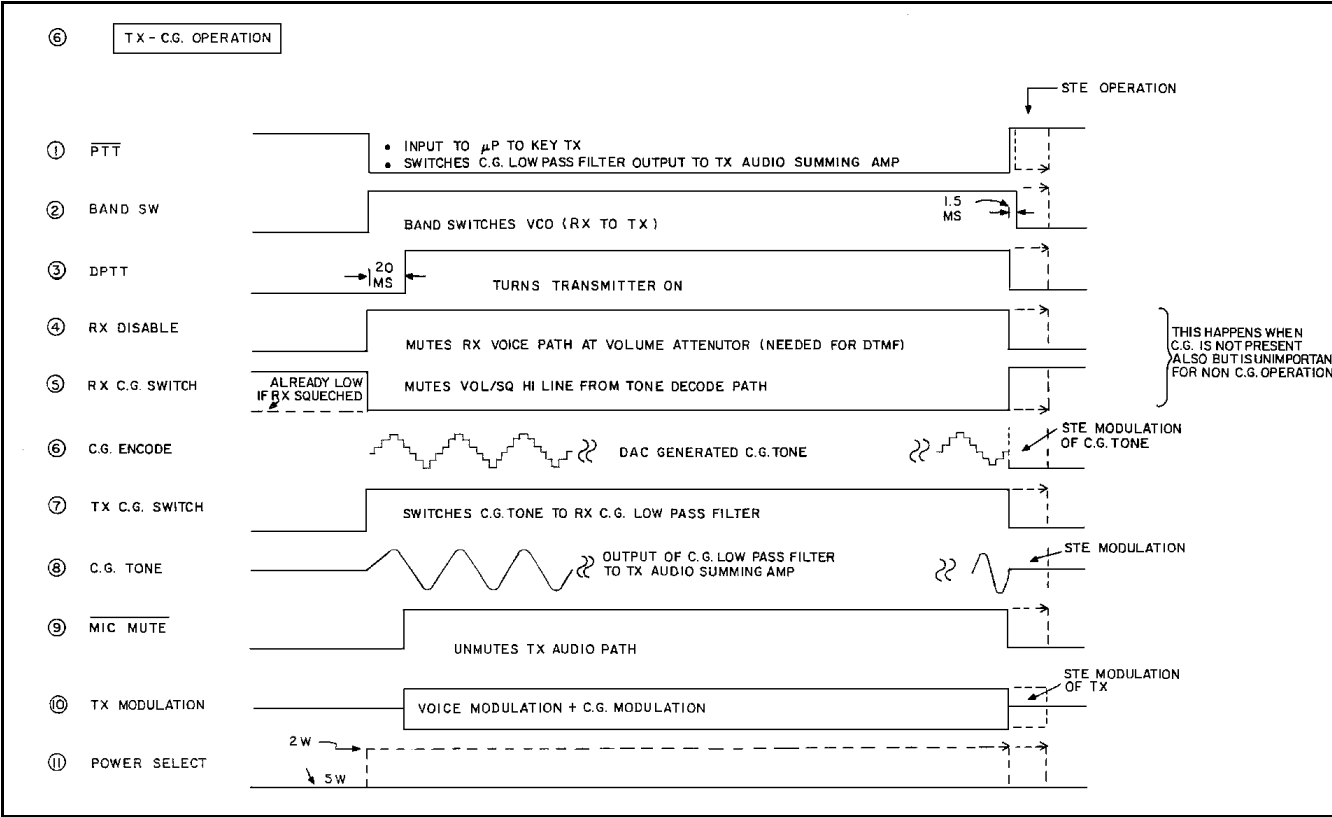 ⑥ TX - C.G. OPERATION
STE OPERATION
① PTT
• INPUT TO μP TO KEY TX
• SWITCHES C.G. LOW PASS FILTER OUTPUT TO TX AUDIO SUMMING AMP
② BAND SW
BAND SWITCHES VCO (RX TO TX)
1.5
MS
③ DPTT
20
MS
TURNS TRANSMITTER ON
④ RX DISABLE
MUTES RX VOICE PATH AT VOLUME ATTENUTOR (NEEDED FOR DTMF)
THIS HAPPENS WHEN
C.G. IS NOT PRESENT
ALSO BUT IS UNIMPORTAN
FOR NON C.G. OPERATION
⑤ RX C.G. SWITCH
ALREADY LOW
IF RX SQUECHED
MUTES VOL/SQ HI LINE FROM TONE DECODE PATH
⑥ C.G. ENCODE
DAC GENERATED C.G. TONE
STE MODULATION
OF C.G. TONE
⑦ TX C.G. SWITCH
SWITCHES C.G. TONE TO RX C.G. LOW PASS FILTER
⑧ C.G. TONE
OUTPUT OF C.G. LOW PASS FILTER
TO TX AUDIO SUMMING AMP
STE MODULATION
⑨ MIC MUTE
UNMUTES TX AUDIO PATH
⑩ TX MODULATION
VOICE MODULATION + C.G. MODULATION
STE MODULATION
OF TX
⑪ POWER SELECT
2W
5W